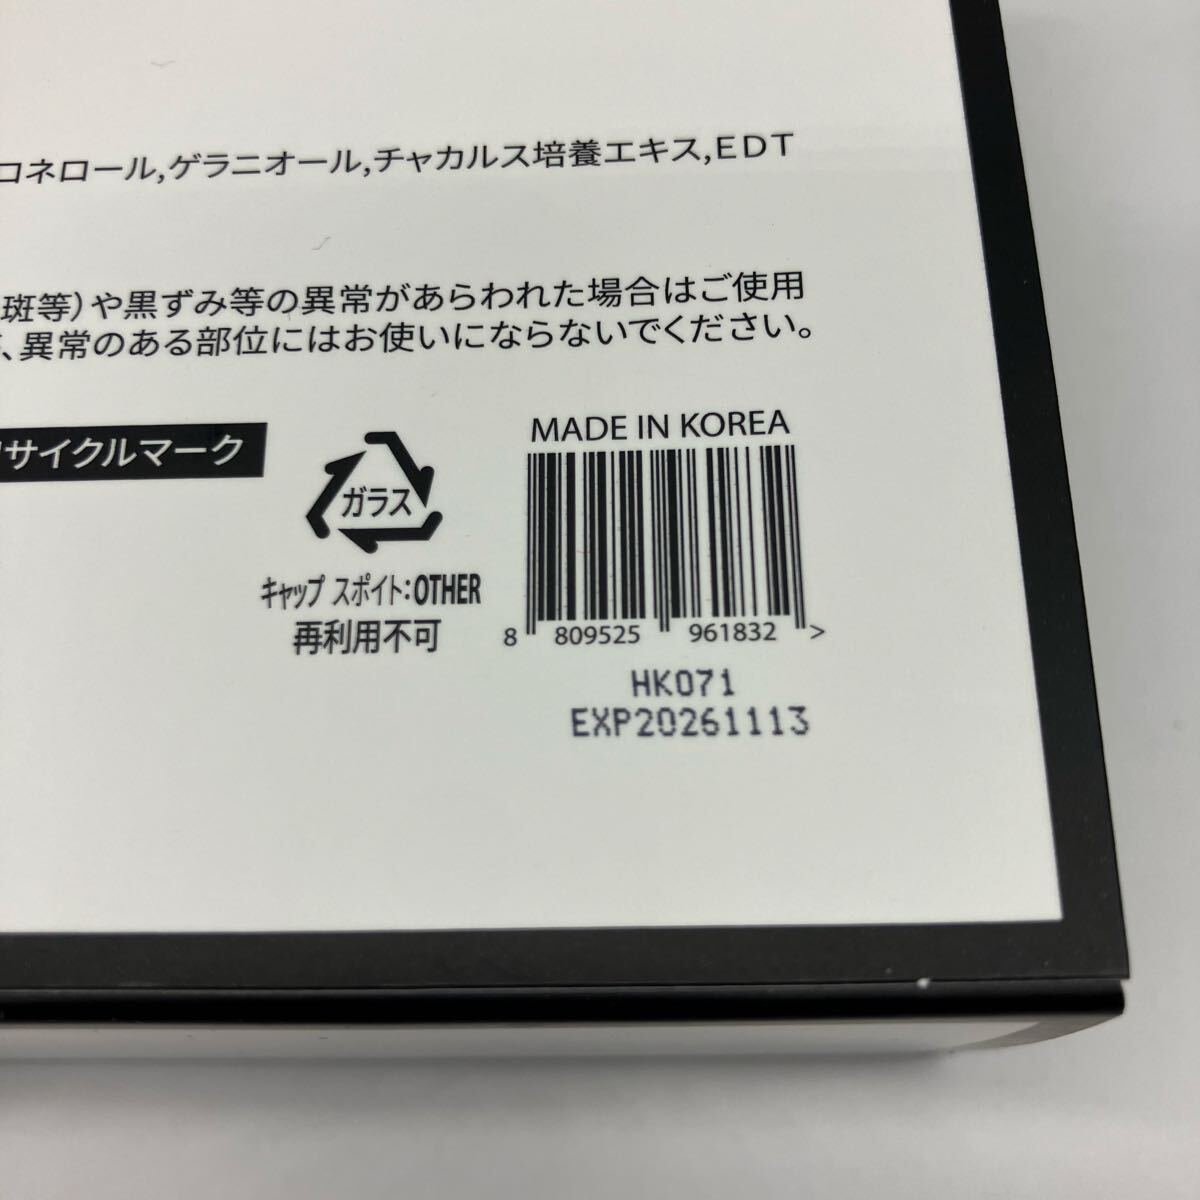 コネロール,ゲラニオール,チャカルス培養エキス,EDT
斑等)や黒ずみ等の異常があらわれた場合はご使用
、異常のある部位にはお使いにならないでください。
サイクルマーク
ガラス
キャップ スポイト:OTHER
再利用不可
MADE IN KOREA
8 809525 961832 >
HK071
EXP20261113